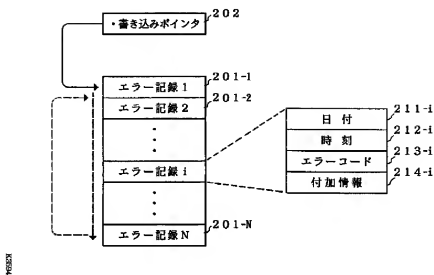 ・書き込みポインタ 202
エラー記録1 201-1
エラー記録2 201-2
エラー記録i
エラー記録N 201-N
日 付 211-i
時 刻 212-i
エラーコード 213-i
付加情報 214-i